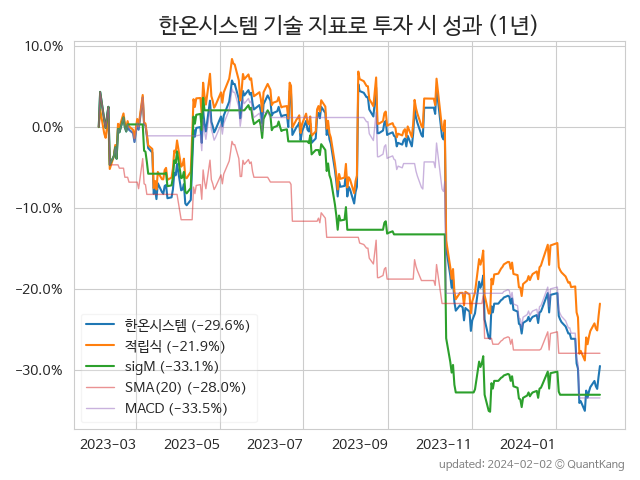 한온시스템 기술 지표로 투자 시 성과 (1년)
10.0%
0.0%
−10.0%
−20.0%
−30.0%
한온시스템 (−29.6%)
적립식 (−21.9%)
sigM (−33.1%)
SMA(20) (−28.0%)
MACD (−33.5%)
2023-03 2023-05 2023-07 2023-09 2023-11 2024-01
updated: 2024-02-02 © QuantKang